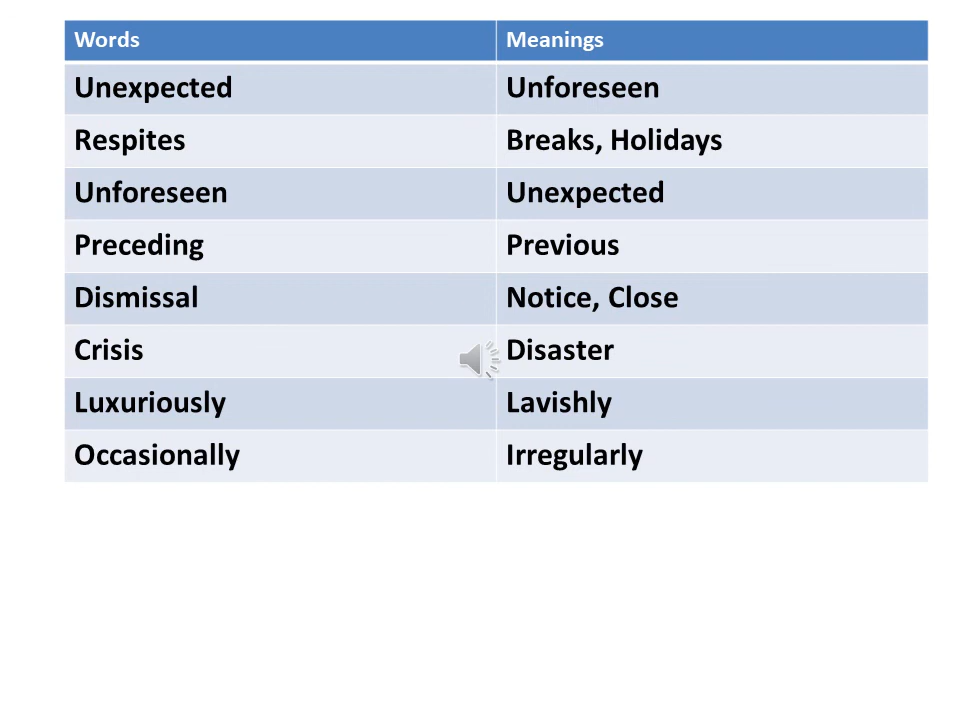 Words Meanings
Unexpected Unforeseen
Respites Breaks, Holidays
Unforeseen Unexpected
Preceding Previous
Dismissal Notice, Close
Crisis Disaster
Luxuriously Lavishly
Occasionally Irregularly